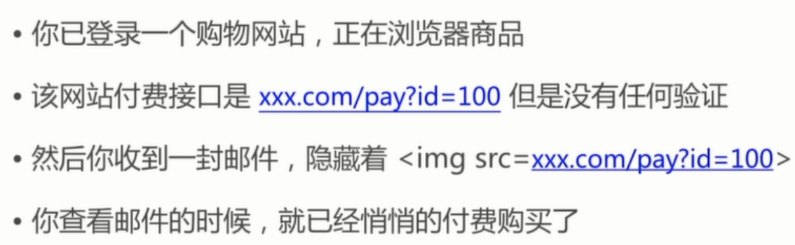 • 你已登录一个购物网站，正在浏览器商品
• 该网站付费接口是 xxx.com/pay?id=100 但是没有任何验证
• 然后你收到一封邮件，隐藏着 <img src=xxx.com/pay?id=100>
• 你查看邮件的时候，就已经悄悄的付费购买了